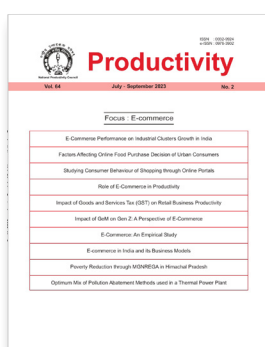 ISSN : 0032-9924
e-ISSN : 0976-3902
Productivity
National Productivity Council
Vol. 64 July - September 2023 No. 2
Focus : E-commerce
E-Commerce Performance on Industrial Clusters Growth in India
Factors Affecting Online Food Purchase Decision of Urban Consumers
Studying Consumer Behaviour of Shopping through Online Portals
Role of E-Commerce in Productivity
Impact of Goods and Services Tax (GST) on Retail Business Productivity
Impact of GeM on Gen Z: A Perspective of E-Commerce
E-Commerce: An Empirical Study
E-commerce in India and its Business Models
Poverty Reduction through MGNREGA in Himachal Pradesh
Optimum Mix of Pollution Abatement Methods used in a Thermal Power Plant